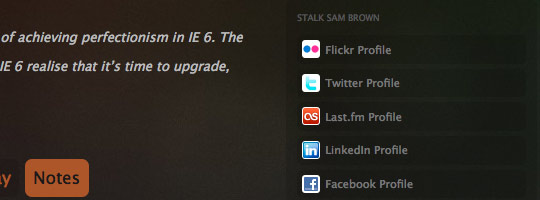 of achieving perfectionism in IE 6. The
IE 6 realise that it's time to upgrade,
Notes
STALK SAM BROWN
Flickr Profile
Twitter Profile
Last.fm Profile
LinkedIn Profile
Facebook Profile